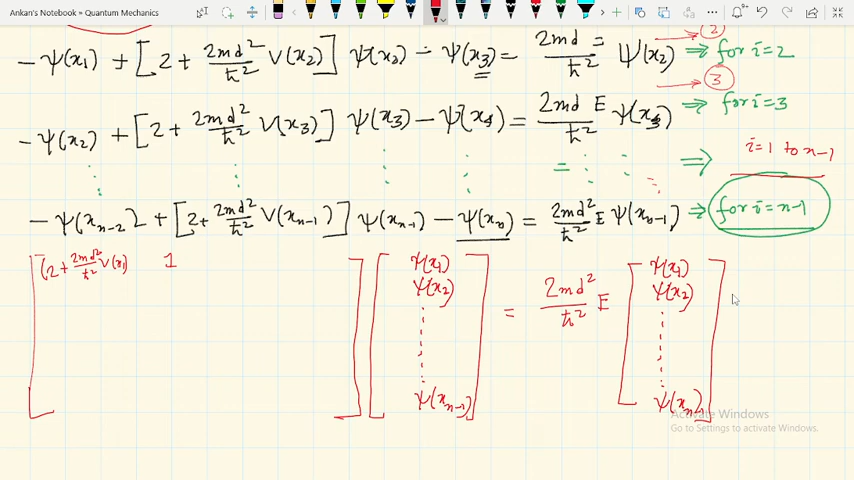 Ankan's Notebook » Quantum Mechanics
-ψ(x₁) + [2 + 2md²/ħ² V(x₂)] ψ(x₂) - ψ(x₃) = 2md²/ħ² ψ(x₂) ⇒ for i=2
2
3
-ψ(x₂) + [2 + 2md²/ħ² V(x₃)] ψ(x₃) - ψ(x₄) = 2md E/ħ² ψ(x₃) ⇒ for i=3
⇒ i=1 to n-1
-ψ(xₙ₋₂) + [2 + 2md²/ħ² V(xₙ₋₁)] ψ(xₙ₋₁) - ψ(xₙ) = 2md²/ħ² E ψ(xₙ₋₁) ⇒ for i=n-1
(2 + 2md²/ħ² V(x₁) 1
ψ(x₁)
ψ(x₂)
ψ(xₙ₋₁)
= 2md²/ħ² E
ψ(x₁)
ψ(x₂)
Activate Windows
Go to Settings to activate Windows.